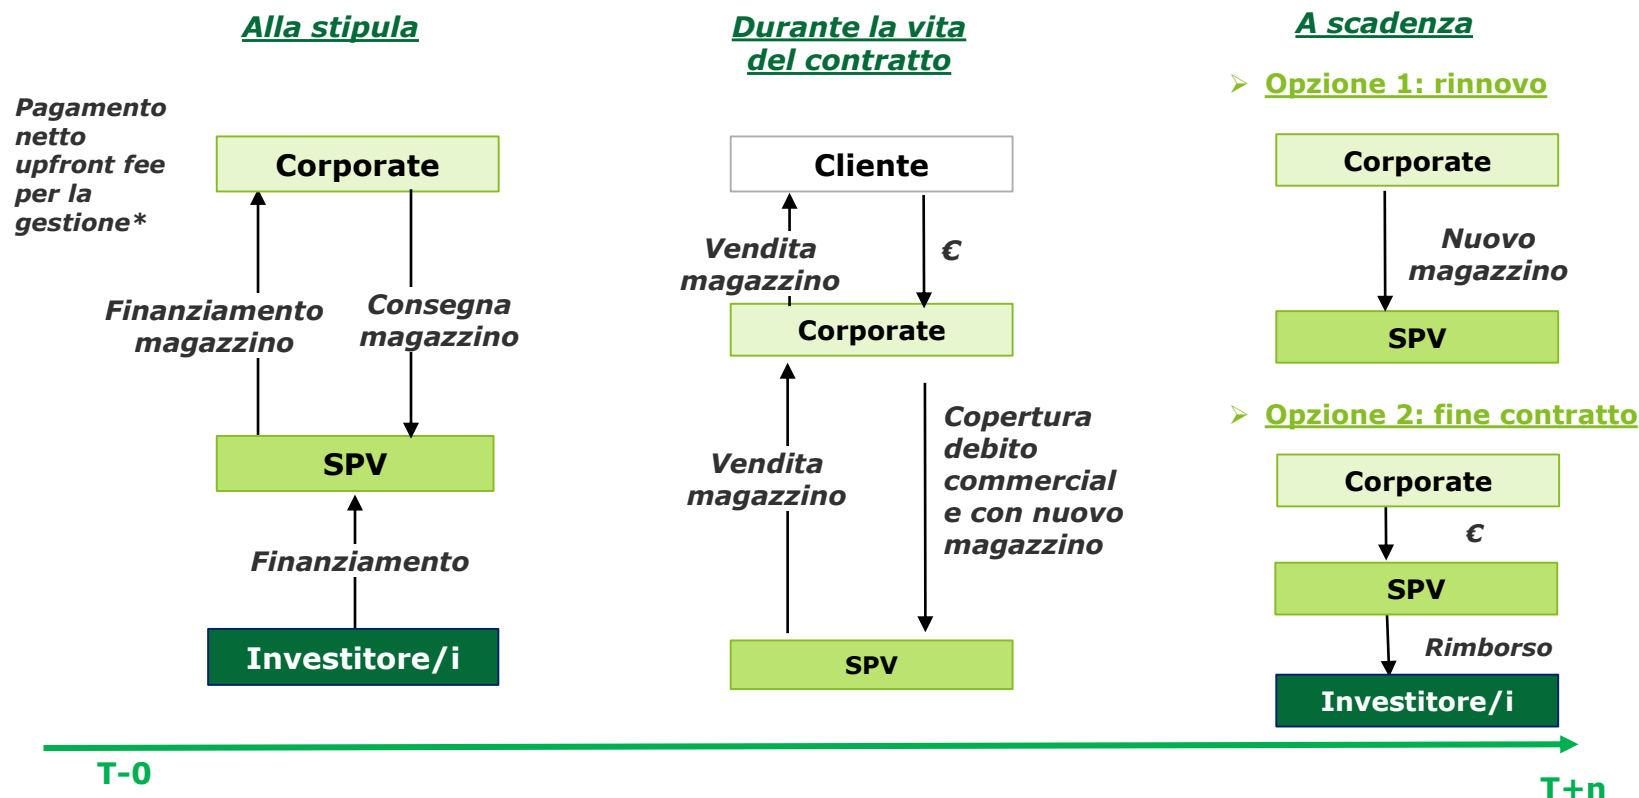 Alla stipula
Pagamento
netto
upfront fee
per la
gestione*
Corporate
Finanziamento
magazzino
Consegna
magazzino
SPV
Finanziamento
Investitore/i
Durante la vita
del contratto
Cliente
Vendita
magazzino
€
Corporate
Vendita
magazzino
Copertura
debito
commercial
e con nuovo
magazzino
SPV
A scadenza
Opzione 1: rinnovo
Corporate
Nuovo
magazzino
SPV
Opzione 2: fine contratto
Corporate
€
SPV
Rimborso
Investitore/i
T-0
T+n